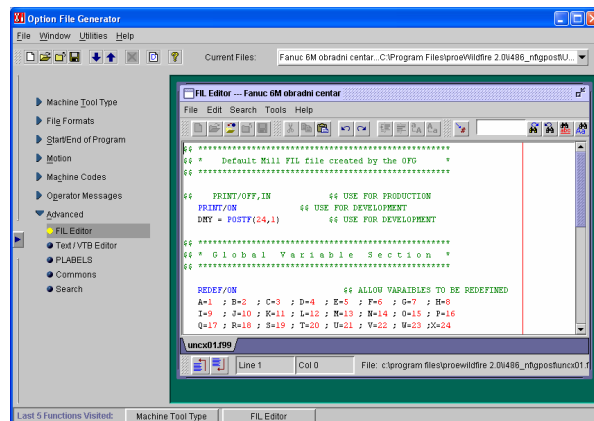 Option File Generator
File Window Utilities Help
Current Files: Fanuc 6M obradni centar...C:\Program Files\proeWildfire 2.0\i486_nt\gpost\U...
Machine Tool Type
File Formats
Start/End of Program
Motion
Machine Codes
Operator Messages
Advanced
FIL Editor
Text / VTB Editor
PLABELS
Commons
Search
FIL Editor --- Fanuc 6M obradni centar
File Edit Search Tools Help
$$ **************************************************
$$ * Default Mill FIL file created by the OFG *
$$ **************************************************
$$ PRINT/OFF,IN $$ USE FOR PRODUCTION
PRINT/ON $$ USE FOR DEVELOPMENT
DMY = POSTF(24,1) $$ USE FOR DEVELOPMENT
$$ **************************************************
$$ * G l o b a l V a r i a b l e S e c t i o n *
$$ **************************************************
REDEF/ON $$ ALLOW VARAIBLES TO BE REDEFINED
A=1 ; B=2 ; C=3 ; D=4 ; E=5 ; F=6 ; G=7 ; H=8
I=9 ; J=10 ; K=11 ; L=12 ; M=13 ; N=14 ; O=15 ; P=16
Q=17 ; R=18 ; S=19 ; T=20 ; U=21 ; V=22 ; W=23 ;X=24
uncx01.f99
Line 1 Col 0 File: c:\program files\proewildfire 2.0\i486_nt\gpost\uncx01.f
Last 5 Functions Visited: Machine Tool Type FIL Editor